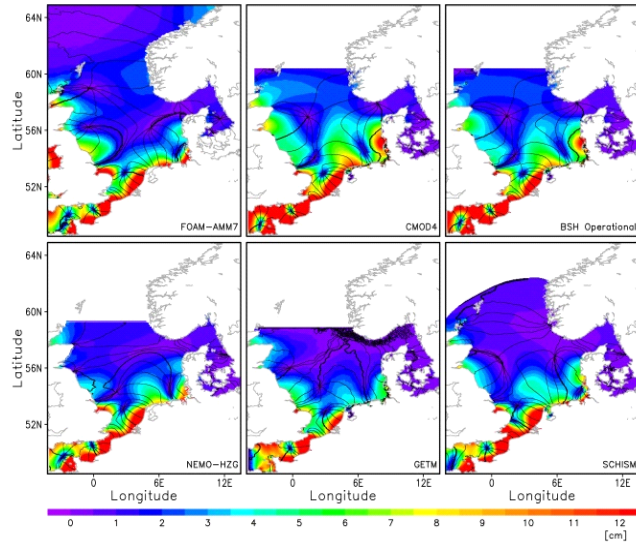 64N
60N
56N
52N
Latitude
FOAM-AMM7
CMOD4
BSH Operational
64N
60N
56N
52N
Latitude
NEMO-HZG
GETM
SCHISM
0 6E 12E
0 6E 12E
0 6E 12E
Longitude
Longitude
Longitude
0 1 2 3 4 5 6 7 8 9 10 11 12
[cm]